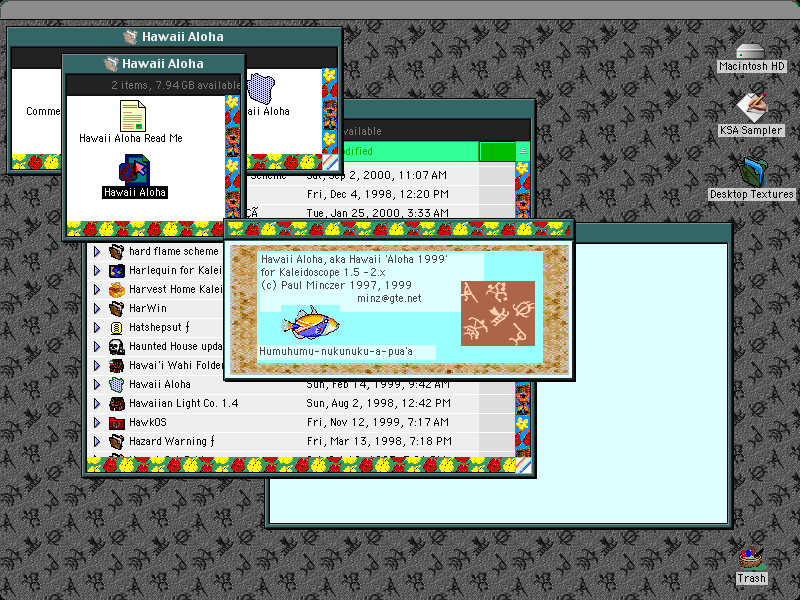 Hawaii Aloha
Hawaii Aloha
2 items, 7.94 GB available
Comme
aii Aloha
Hawaii Aloha Read Me
Hawaii Aloha
vailable
dified
Scheme
Sat, Sep 2, 2000, 11:07 AM
Fri, Dec 4, 1998, 12:20 PM
Tue, Jan 25, 2000, 3:33 AM
Macintosh HD
KSA Sampler
Desktop Textures
Hawaii Aloha, aka Hawaii 'Aloha 1999'
for Kaleidoscope 1.5 - 2.x
(c) Paul Minczer 1997, 1999
minz@gte.net
Humuhumu-nukunuku-a-pua'a
hard flame scheme
Harlequin for Kalei
Harvest Home Kalei
HarWin
Hatshepsut ƒ
Haunted House upda
Hawai'i Wahi Folder
Hawaii Aloha
Sun, Feb 14, 1999, 9:42 AM
Hawaiian Light Co. 1.4
Sun, Aug 2, 1998, 12:42 PM
HawkOS
Fri, Nov 12, 1999, 7:17 AM
Hazard Warning ƒ
Fri, Mar 13, 1998, 7:18 PM
Trash